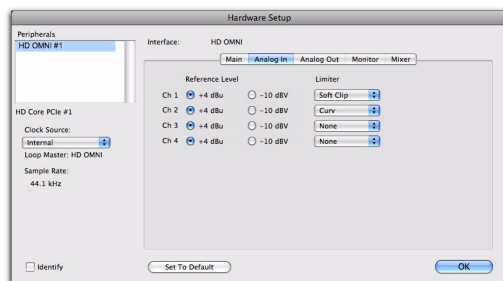 Hardware Setup
Peripherals
HD OMNI #1
Interface: HD OMNI
Main Analog In Analog Out Monitor Mixer
Reference Level Limiter
Ch 1 +4 dBu -10 dBV Soft Clip
Ch 2 +4 dBu -10 dBV Curv
Ch 3 +4 dBu -10 dBV None
Ch 4 +4 dBu -10 dBV None
HD Core PCIe #1
Clock Source:
Internal
Loop Master: HD OMNI
Sample Rate:
44.1 kHz
Identify
Set To Default
OK